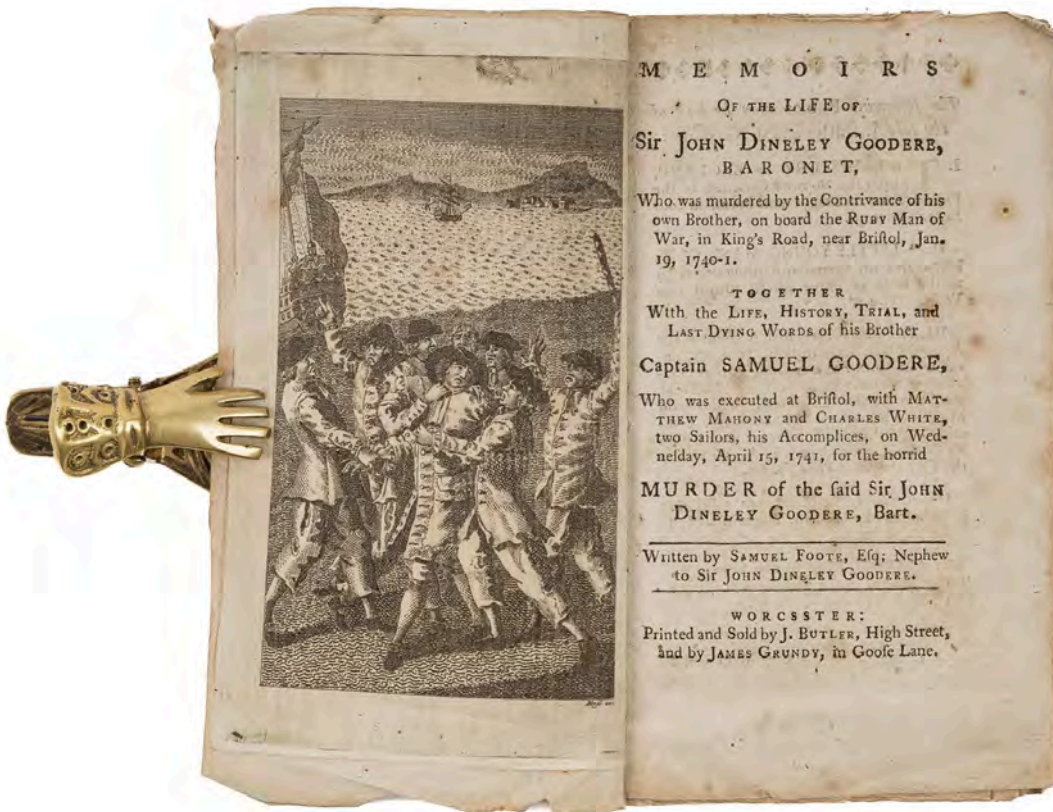 MEMOIRS
OF THE LIFE OF
Sir JOHN DINELEY GOODERE,
BARONET,
Who was murdered by the Contrivance of his
own Brother, on board the RUBY Man of
War, in King's Road, near Briſtol, Jan.
19, 1740-1.
TOGETHER
With the LIFE, HISTORY, TRIAL, and
LAST DYING WORDS of his Brother
Captain SAMUEL GOODERE,
Who was executed at Briſtol, with MAT-
THEW MAHONY and CHARLES WHITE,
two Sailors, his Accomplices, on Wed-
neſday, April 15, 1741, for the horrid
MURDER of the ſaid Sir JOHN
DINELEY GOODERE, Bart.
Written by SAMUEL FOOTE, Eſq; Nephew
to Sir JOHN DINELEY GOODERE.
WORCSSTER:
Printed and Sold by J. BUTLER, High Street,
and by JAMES GRUNDY, in Gooſe Lane.